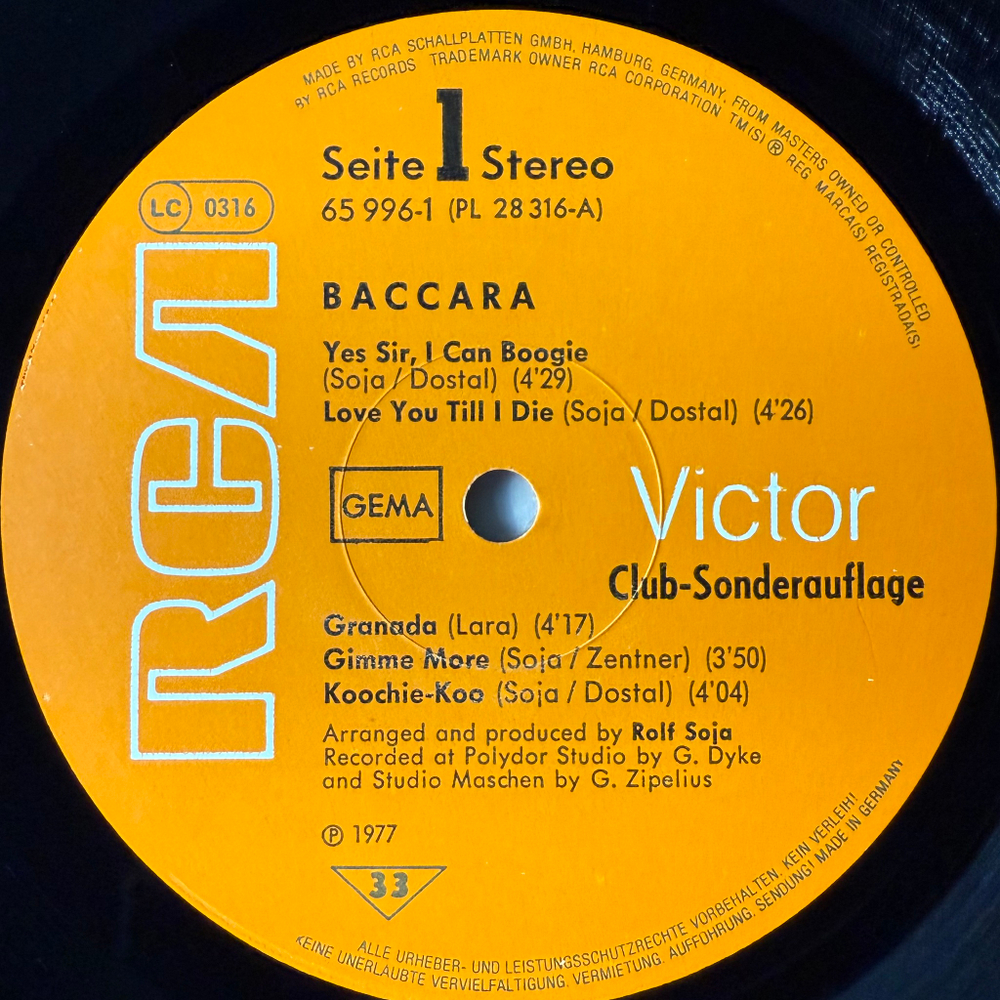 MADE BY RCA SCHALLPLATTEN GMBH, HAMBURG, GERMANY, FROM MASTERS OWNED OR CONTROLLED
BY RCA RECORDS TRADEMARK OWNER RCA CORPORATION TM(S) ® REG MARCA(S) REGISTRADA(S)
Seite 1 Stereo
LC 0316
65 996-1 (PL 28 316-A)
RCA
BACCARA
Yes Sir, I Can Boogie
(Soja / Dostal) (4'29)
Love You Till I Die (Soja / Dostal) (4'26)
GEMA
Victor
Club-Sonderauflage
Granada (Lara) (4'17)
Gimme More (Soja / Zentner) (3'50)
Koochie-Koo (Soja / Dostal) (4'04)
Arranged and produced by Rolf Soja
Recorded at Polydor Studio by G. Dyke
and Studio Maschen by G. Zipelius
℗ 1977
33
ALLE URHEBER- UND LEISTUNGSSCHUTZRECHTE VORBEHALTEN. KEIN VERLEIH!
KEINE UNERLAUBTE VERVIELFÄLTIGUNG, VERMIETUNG, AUFFÜHRUNG, SENDUNG! MADE IN GERMANY